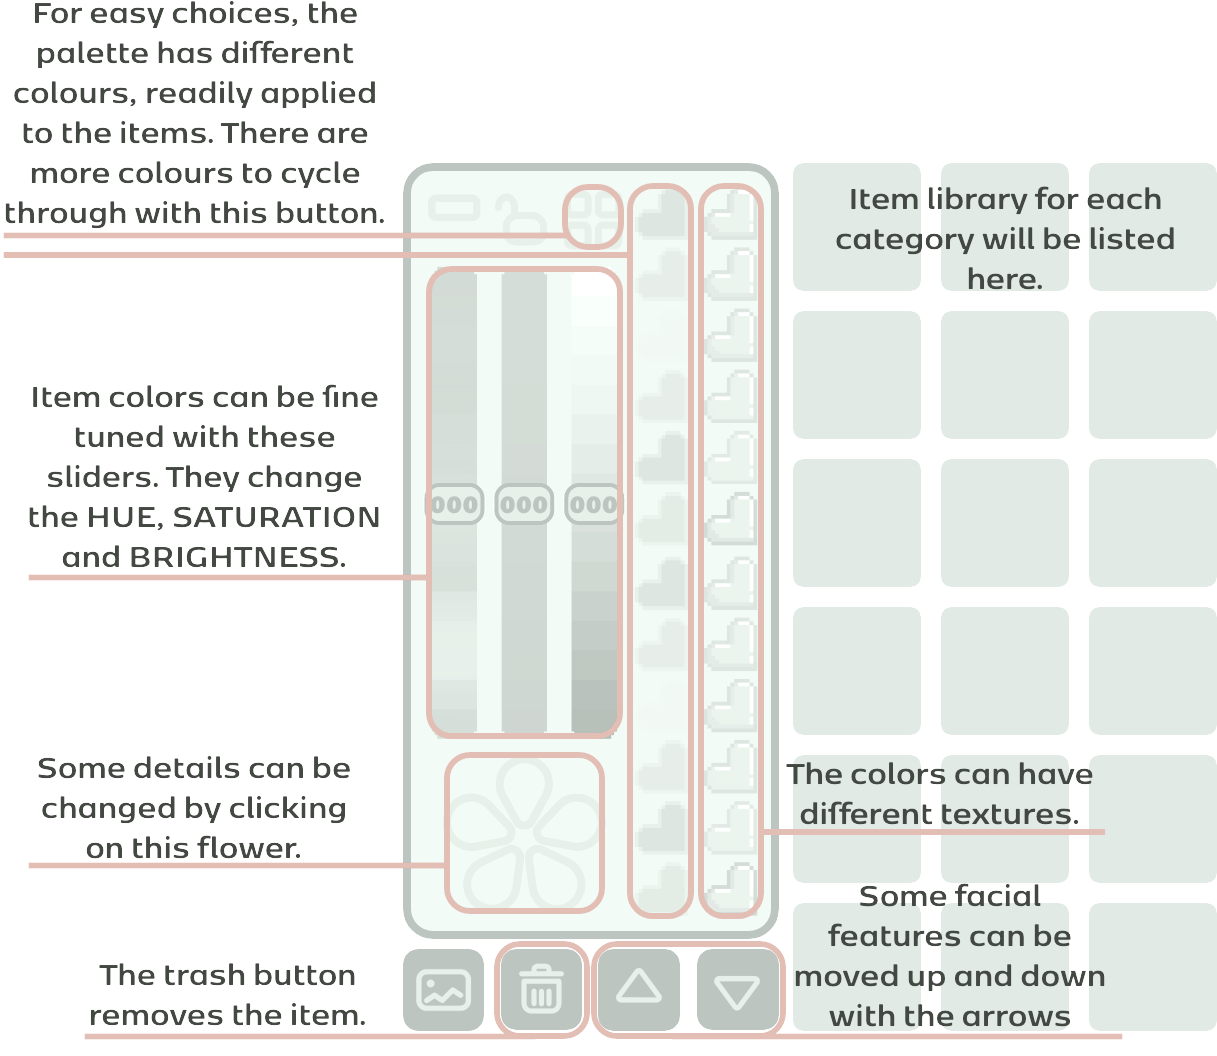 For easy choices, the
palette has different
colours, readily applied
to the items. There are
more colours to cycle
through with this button.
Item library for each
category will be listed
here.
Item colors can be fine
tuned with these
sliders. They change
the HUE, SATURATION
and BRIGHTNESS.
000 000 000
Some details can be
changed by clicking
on this flower.
The colors can have
different textures.
Some facial
features can be
moved up and down
with the arrows
The trash button
removes the item.